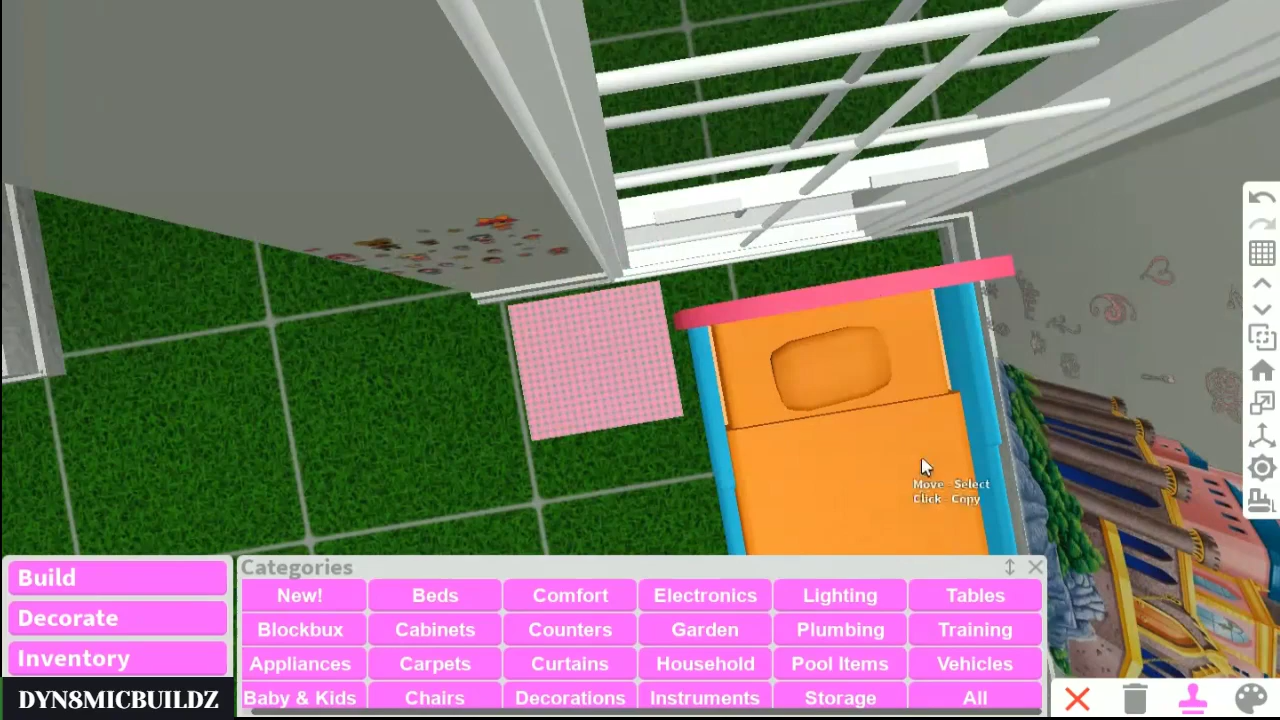 Move - Select
Click - Copy
Build
Decorate
Inventory
DYN8MICBUILDZ
Categories
New! Beds Comfort Electronics Lighting Tables
Blockbux Cabinets Counters Garden Plumbing Training
Appliances Carpets Curtains Household Pool Items Vehicles
Baby & Kids Chairs Decorations Instruments Storage All